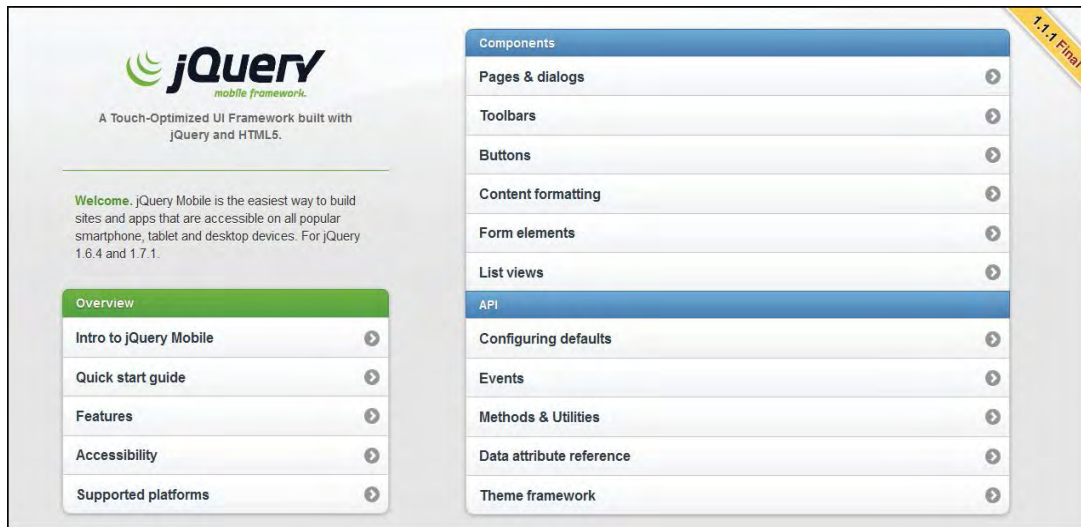 jQuery
mobile framework.
A Touch-Optimized UI Framework built with
jQuery and HTML5.
Welcome. jQuery Mobile is the easiest way to build
sites and apps that are accessible on all popular
smartphone, tablet and desktop devices. For jQuery
1.6.4 and 1.7.1.
Overview
Intro to jQuery Mobile
Quick start guide
Features
Accessibility
Supported platforms
Components
Pages & dialogs
Toolbars
Buttons
Content formatting
Form elements
List views
API
Configuring defaults
Events
Methods & Utilities
Data attribute reference
Theme framework
1.1.1 Final